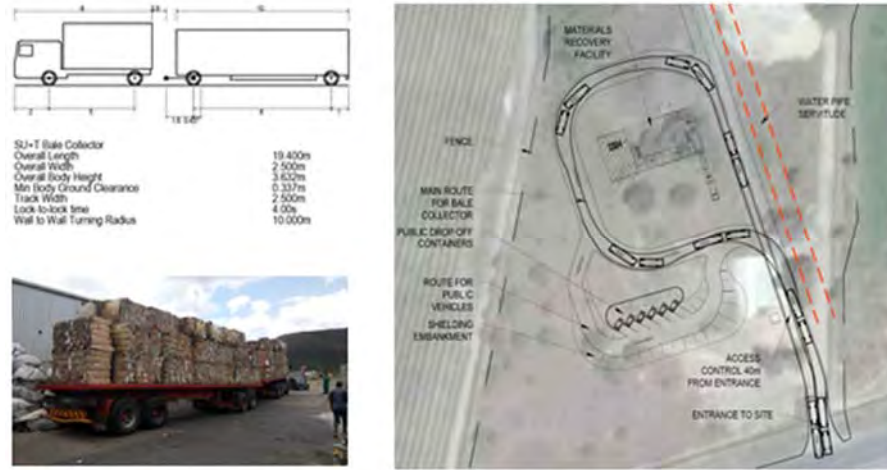 SU+T Bale Collector
Overall Length 19.400m
Overall Width 2.500m
Overall Body Height 3.632m
Min Body Ground Clearance 0.337m
Track Width 2.500m
Lock-to-lock time 4.00s
Wall to Wall Turning Radius 10.000m
MATERIALS
RECOVERY
FACILITY
WATER PIPE
SERVITUDE
FENCE
MAIN ROUTE
FOR BALE
COLLECTOR
PUBLIC DROP OFF
CONTAINERS
ROUTE FOR
PUBLIC
VEHICLES
SHIELDING
EMBANKMENT
ACCESS
CONTROL 40m
FROM ENTRANCE
ENTRANCE TO SITE